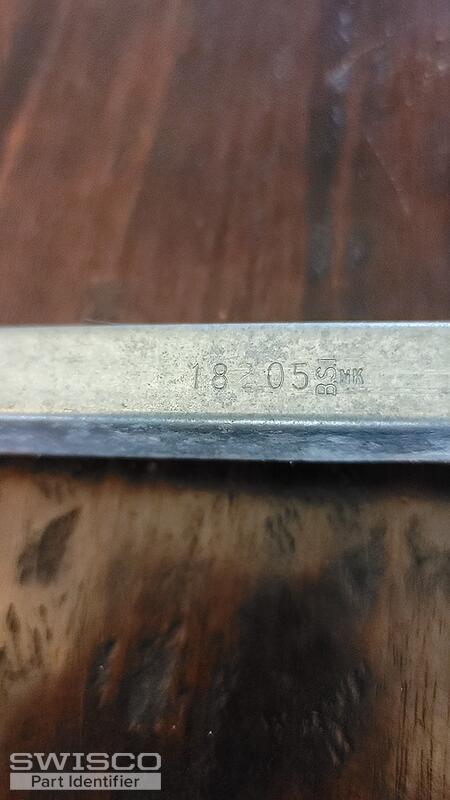 18-05 BSI MK
SWISCO
Part Identifier